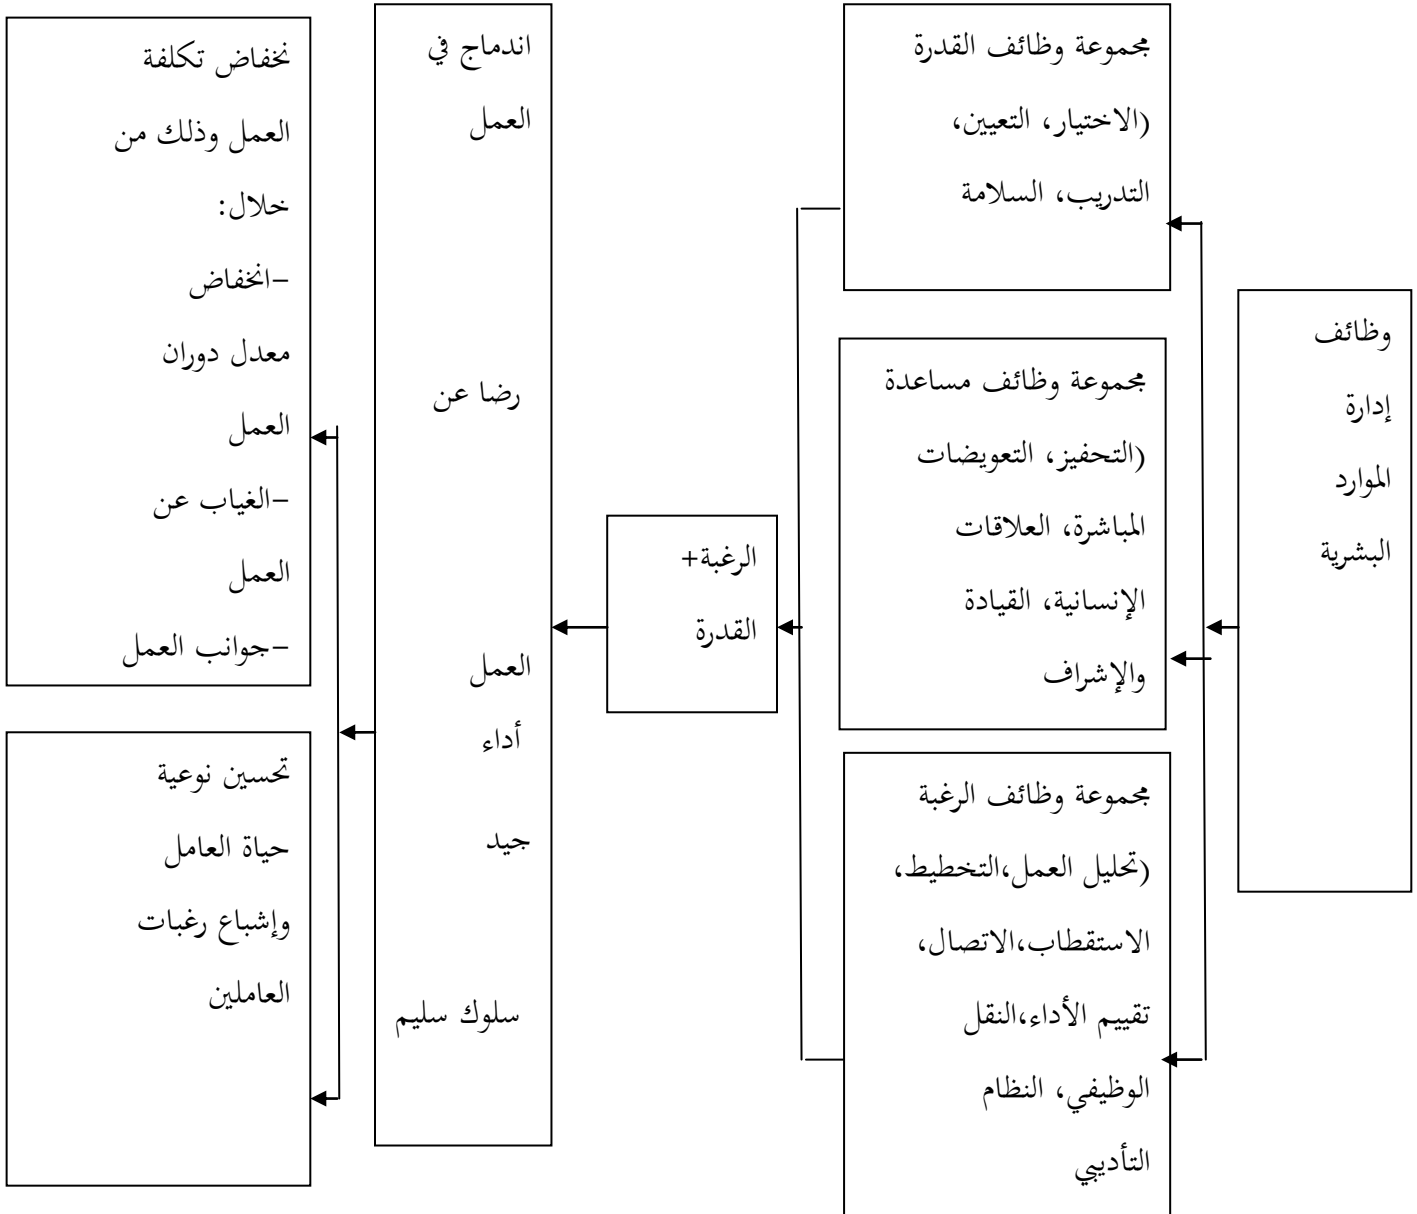 وظائف
إدارة
الموارد
البشرية
مجموعة وظائف القدرة
(الاختيار، التعيين،
التدريب، السلامة
مجموعة وظائف مساعدة
(التحفيز، التعويضات
المباشرة، العلاقات
الإنسانية، القيادة
والإشراف
مجموعة وظائف الرغبة
(تحليل العمل،التخطيط،
الاستقطاب،الاتصال،
تقييم الأداء،النقل
الوظيفي، النظام
التأديبي
الرغبة+
القدرة
اندماج في
العمل
رضا عن
العمل
أداء
جيد
سلوك سليم
نخفاض تكلفة
العمل وذلك من
خلال:
-انخفاض
معدل دوران
العمل
-الغياب عن
العمل
-جوانب العمل
تحسين نوعية
حياة العامل
وإشباع رغبات
العاملين